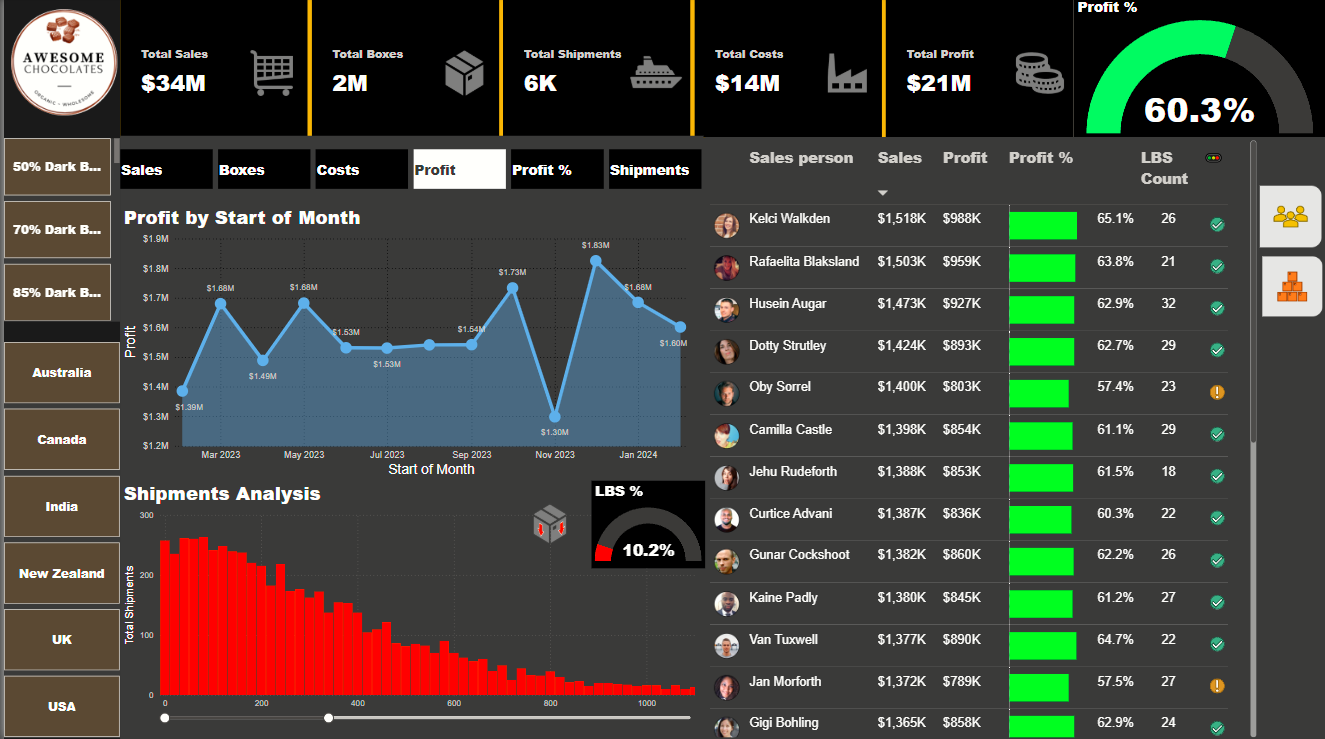 AWESOME
CHOCOLATES
ORGANIC - WHOLESOME
Total Sales
$34M
Total Boxes
2M
Total Shipments
6K
Total Costs
$14M
Total Profit
$21M
Profit %
60.3%
50% Dark B...
70% Dark B...
85% Dark B...
Australia
Canada
India
New Zealand
UK
USA
Sales
Boxes
Costs
Profit
Profit %
Shipments
Profit by Start of Month
Profit
$1.9M
$1.8M
$1.7M
$1.6M
$1.5M
$1.4M
$1.3M
$1.2M
$1.39M
$1.68M
$1.49M
$1.68M
$1.53M
$1.53M
$1.54M
$1.73M
$1.30M
$1.83M
$1.68M
$1.60M
Mar 2023
May 2023
Jul 2023
Sep 2023
Nov 2023
Jan 2024
Start of Month
Shipments Analysis
LBS %
10.2%
Total Shipments
300
200
100
0
0
200
400
600
800
1000
Sales person Sales Profit Profit % LBS Count
Kelci Walkden $1,518K $988K 65.1% 26
Rafaelita Blaksland $1,503K $959K 63.8% 21
Husein Augar $1,473K $927K 62.9% 32
Dotty Strutley $1,424K $893K 62.7% 29
Oby Sorrel $1,400K $803K 57.4% 23
Camilla Castle $1,398K $854K 61.1% 29
Jehu Rudeforth $1,388K $853K 61.5% 18
Curtice Advani $1,387K $836K 60.3% 22
Gunar Cockshoot $1,382K $860K 62.2% 26
Kaine Padly $1,380K $845K 61.2% 27
Van Tuxwell $1,377K $890K 64.7% 22
Jan Morforth $1,372K $789K 57.5% 27
Gigi Bohling $1,365K $858K 62.9% 24